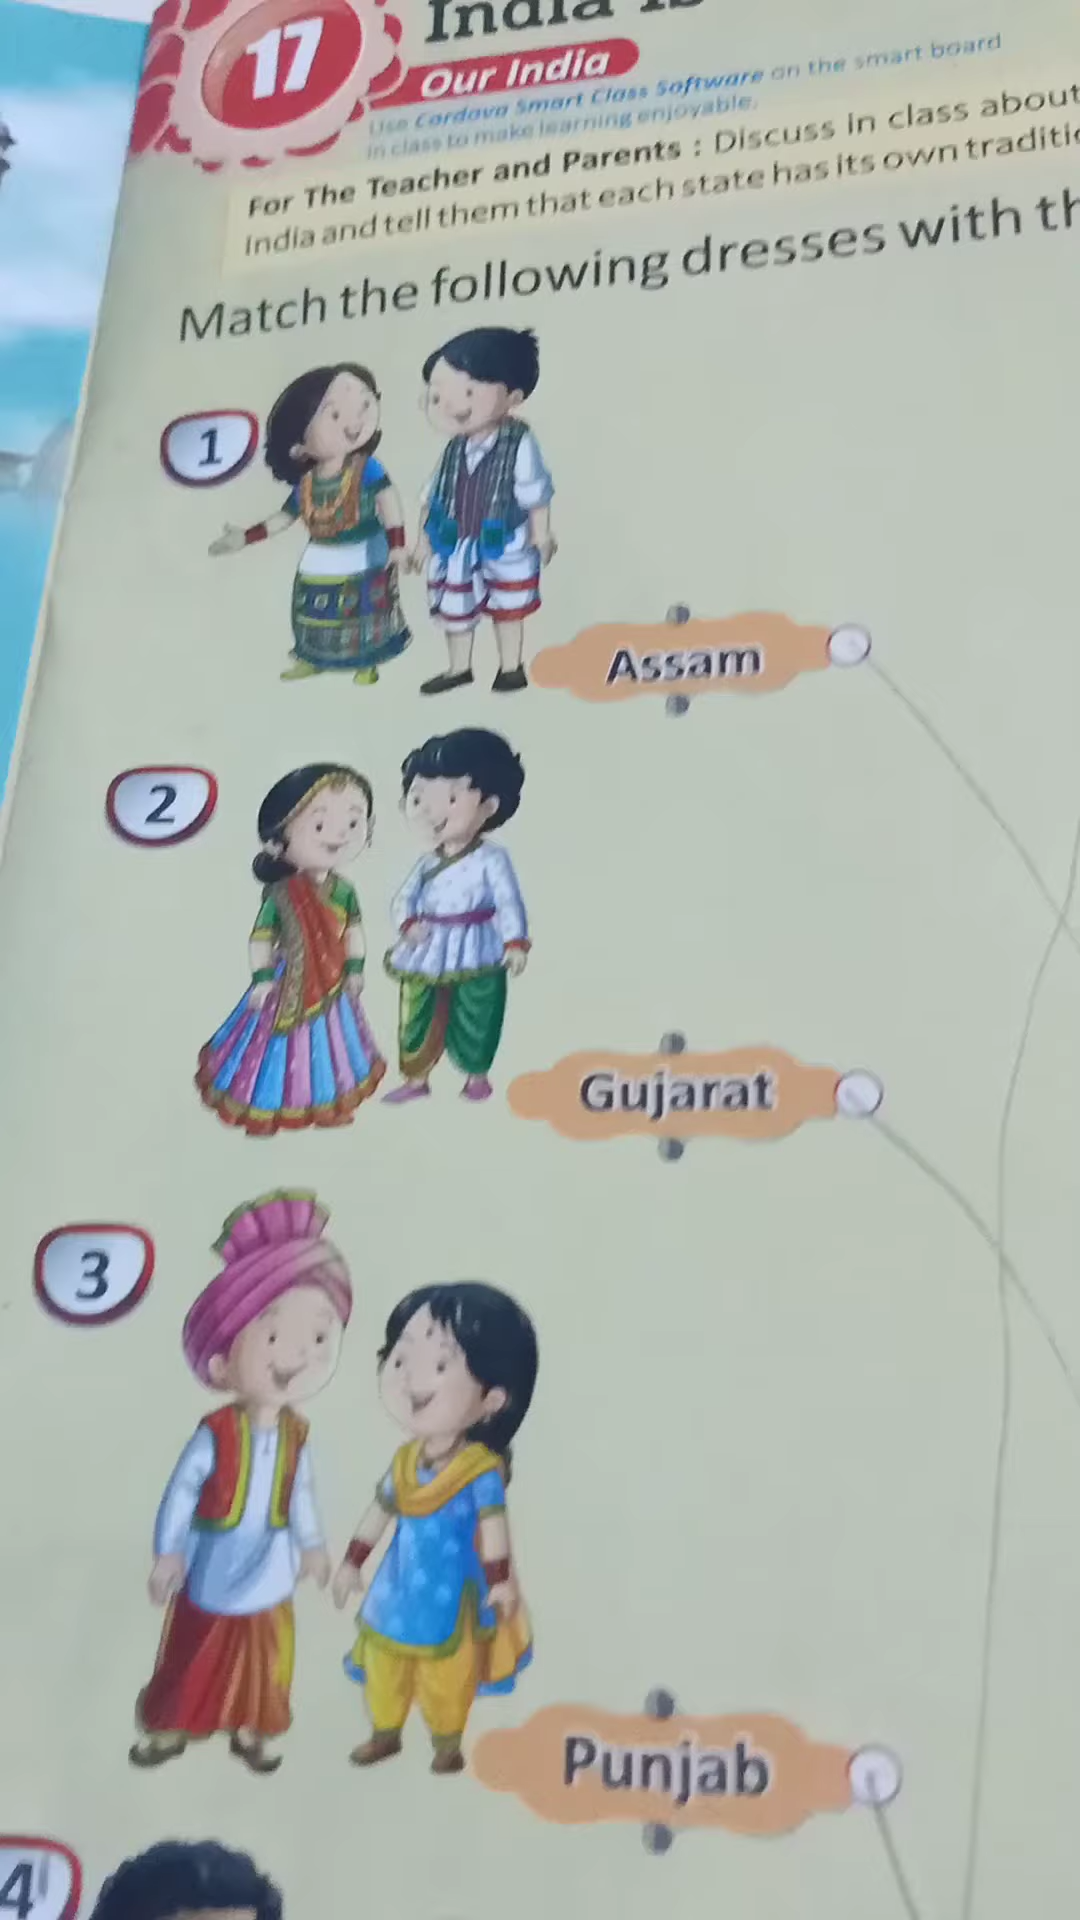 17
India
Our India
Use Cordova Smart Class Software on the smart board
in class to make learning enjoyable.
For The Teacher and Parents : Discuss in class about
India and tell them that each state has its own
Match the following dresses with
1
Assam
2
Gujarat
3
Punjab
4